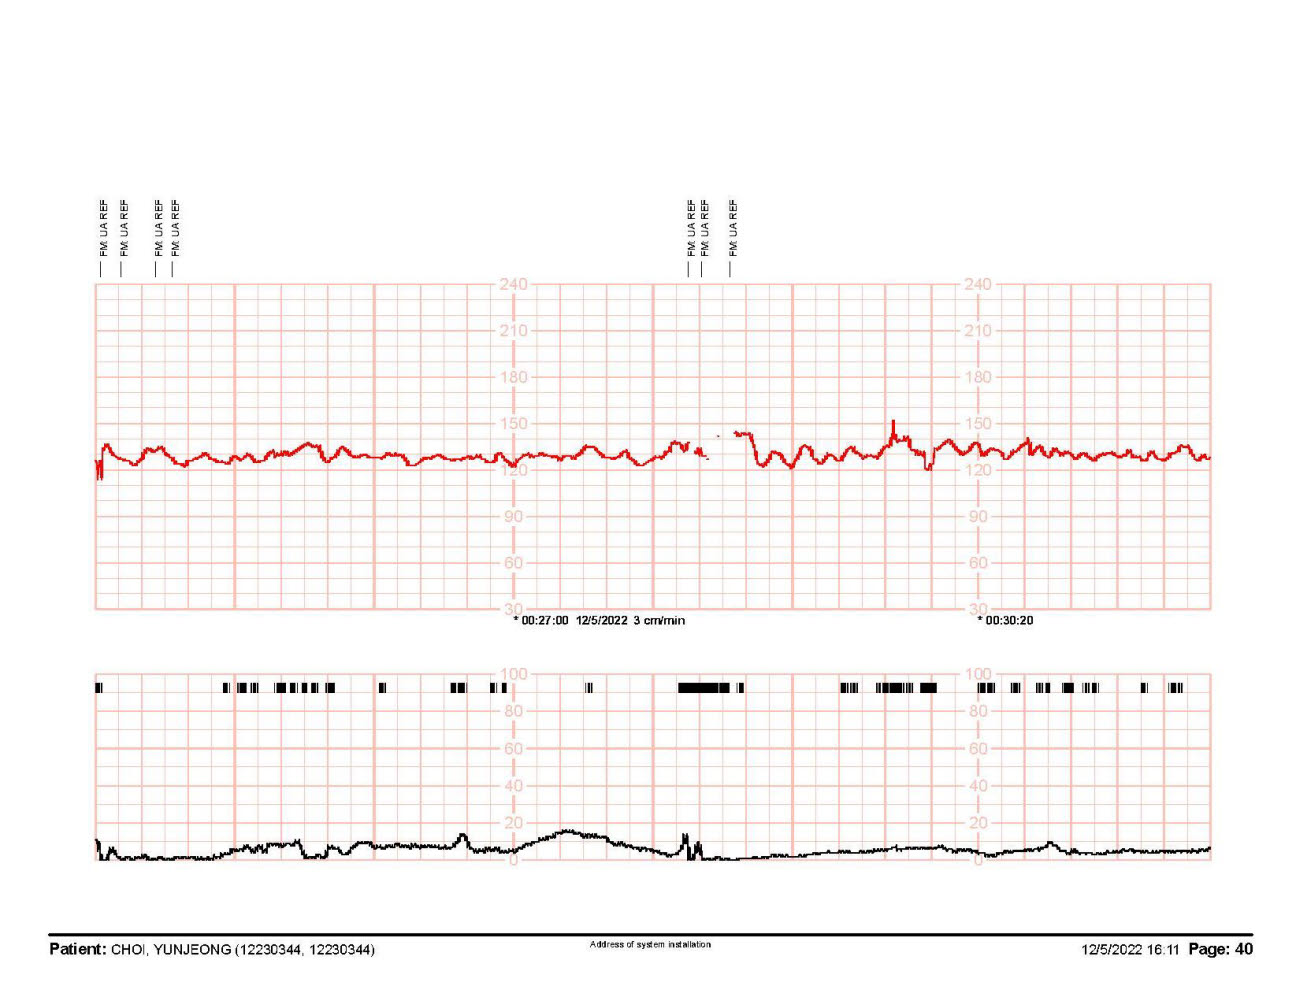 FM: UA REF
FM: UA REF
FM: UA REF
FM: UA REF
FM: UA REF
FM: UA REF
FM: UA REF
240 240
210 210
180 180
150 150
120 120
90 90
60 60
30 30
* 00:27:00 12/5/2022 3 cm/min * 00:30:20
100 100
80 80
60 60
40 40
20 20
0 0
Patient: CHOI, YUNJEONG (12230344, 12230344) Address of system installation 12/5/2022 16:11 Page: 40